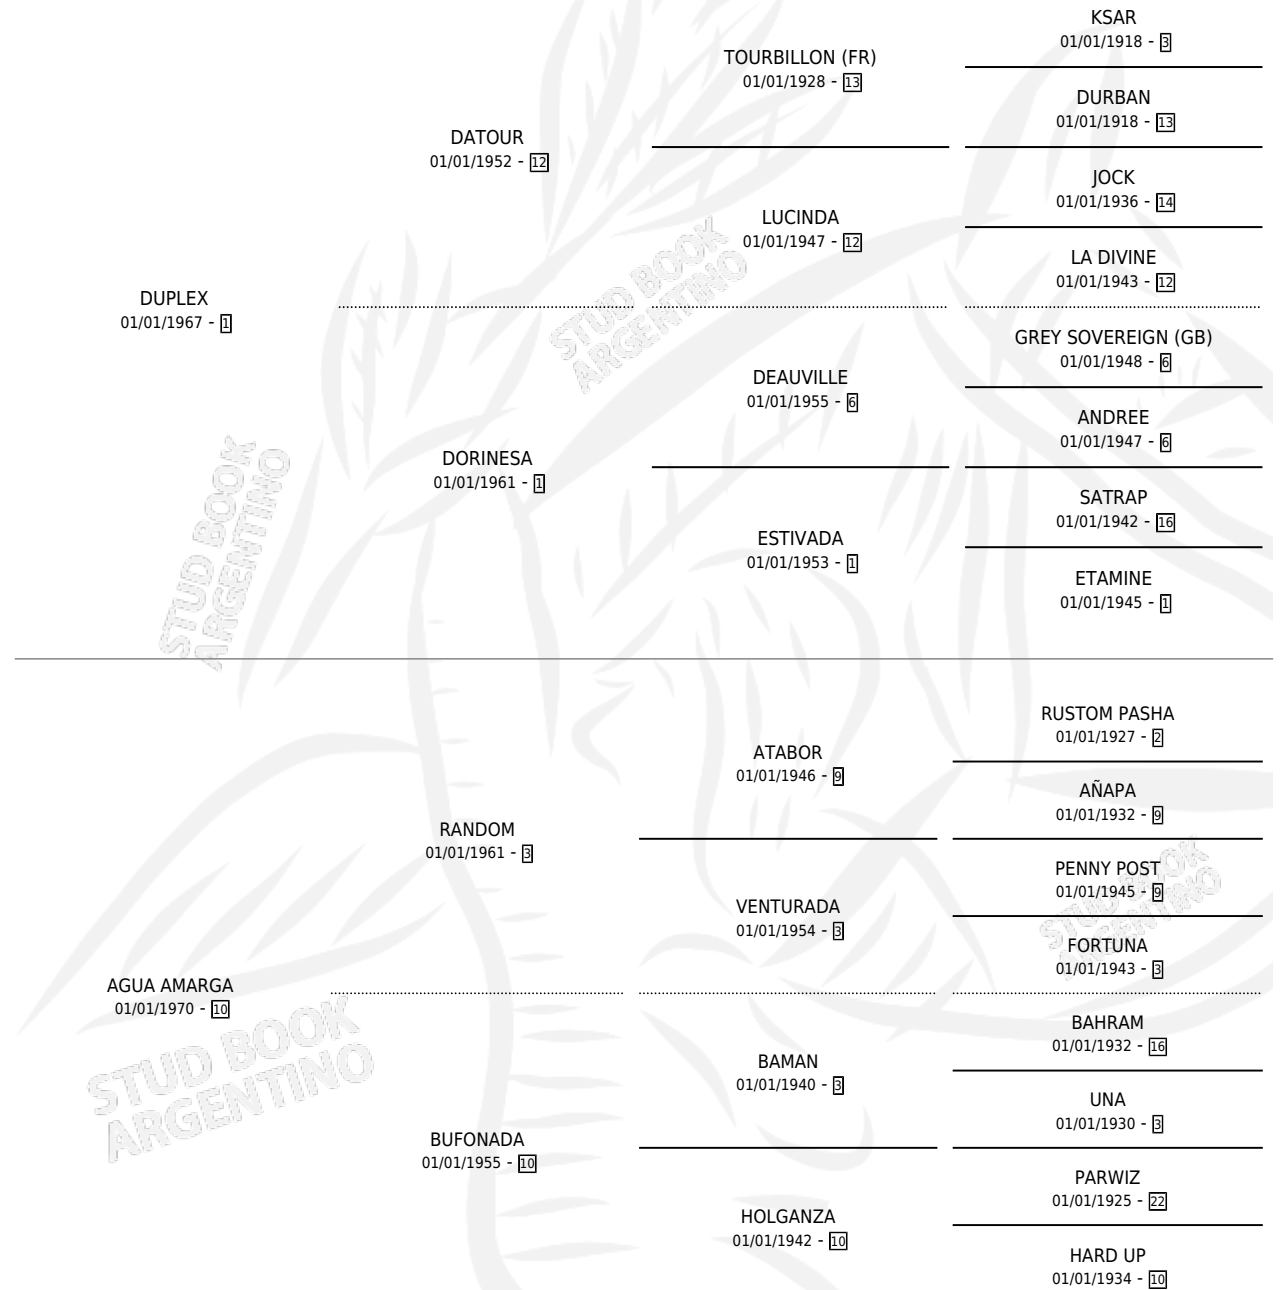 KSAR
01/01/1918 - 3
TOURBILLON (FR)
01/01/1928 - 13
DURBAN
01/01/1918 - 13
DATOUR
01/01/1952 - 12
JOCK
01/01/1936 - 14
LUCINDA
01/01/1947 - 12
LA DIVINE
01/01/1943 - 12
DUPLEX
01/01/1967 - 1
GREY SOVEREIGN (GB)
01/01/1948 - 6
DEAUVILLE
01/01/1955 - 6
ANDREE
01/01/1947 - 6
DORINESA
01/01/1961 - 1
SATRAP
01/01/1942 - 16
ESTIVADA
01/01/1953 - 1
ETAMINE
01/01/1945 - 1
RUSTOM PASHA
01/01/1927 - 2
ATABOR
01/01/1946 - 9
AÑAPA
01/01/1932 - 9
RANDOM
01/01/1961 - 3
PENNY POST
01/01/1945 - 9
VENTURADA
01/01/1954 - 3
FORTUNA
01/01/1943 - 3
AGUA AMARGA
01/01/1970 - 10
BAHRAM
01/01/1932 - 16
BAMAN
01/01/1940 - 3
UNA
01/01/1930 - 3
BUFONADA
01/01/1955 - 10
PARWIZ
01/01/1925 - 22
HOLGANZA
01/01/1942 - 10
HARD UP
01/01/1934 - 10
STUD BOOK
ARGENTINO
STUD BOOK
ARGENTINO
STUD BOOK
ARGENTINO
STUD BOOK
ARGENTINO